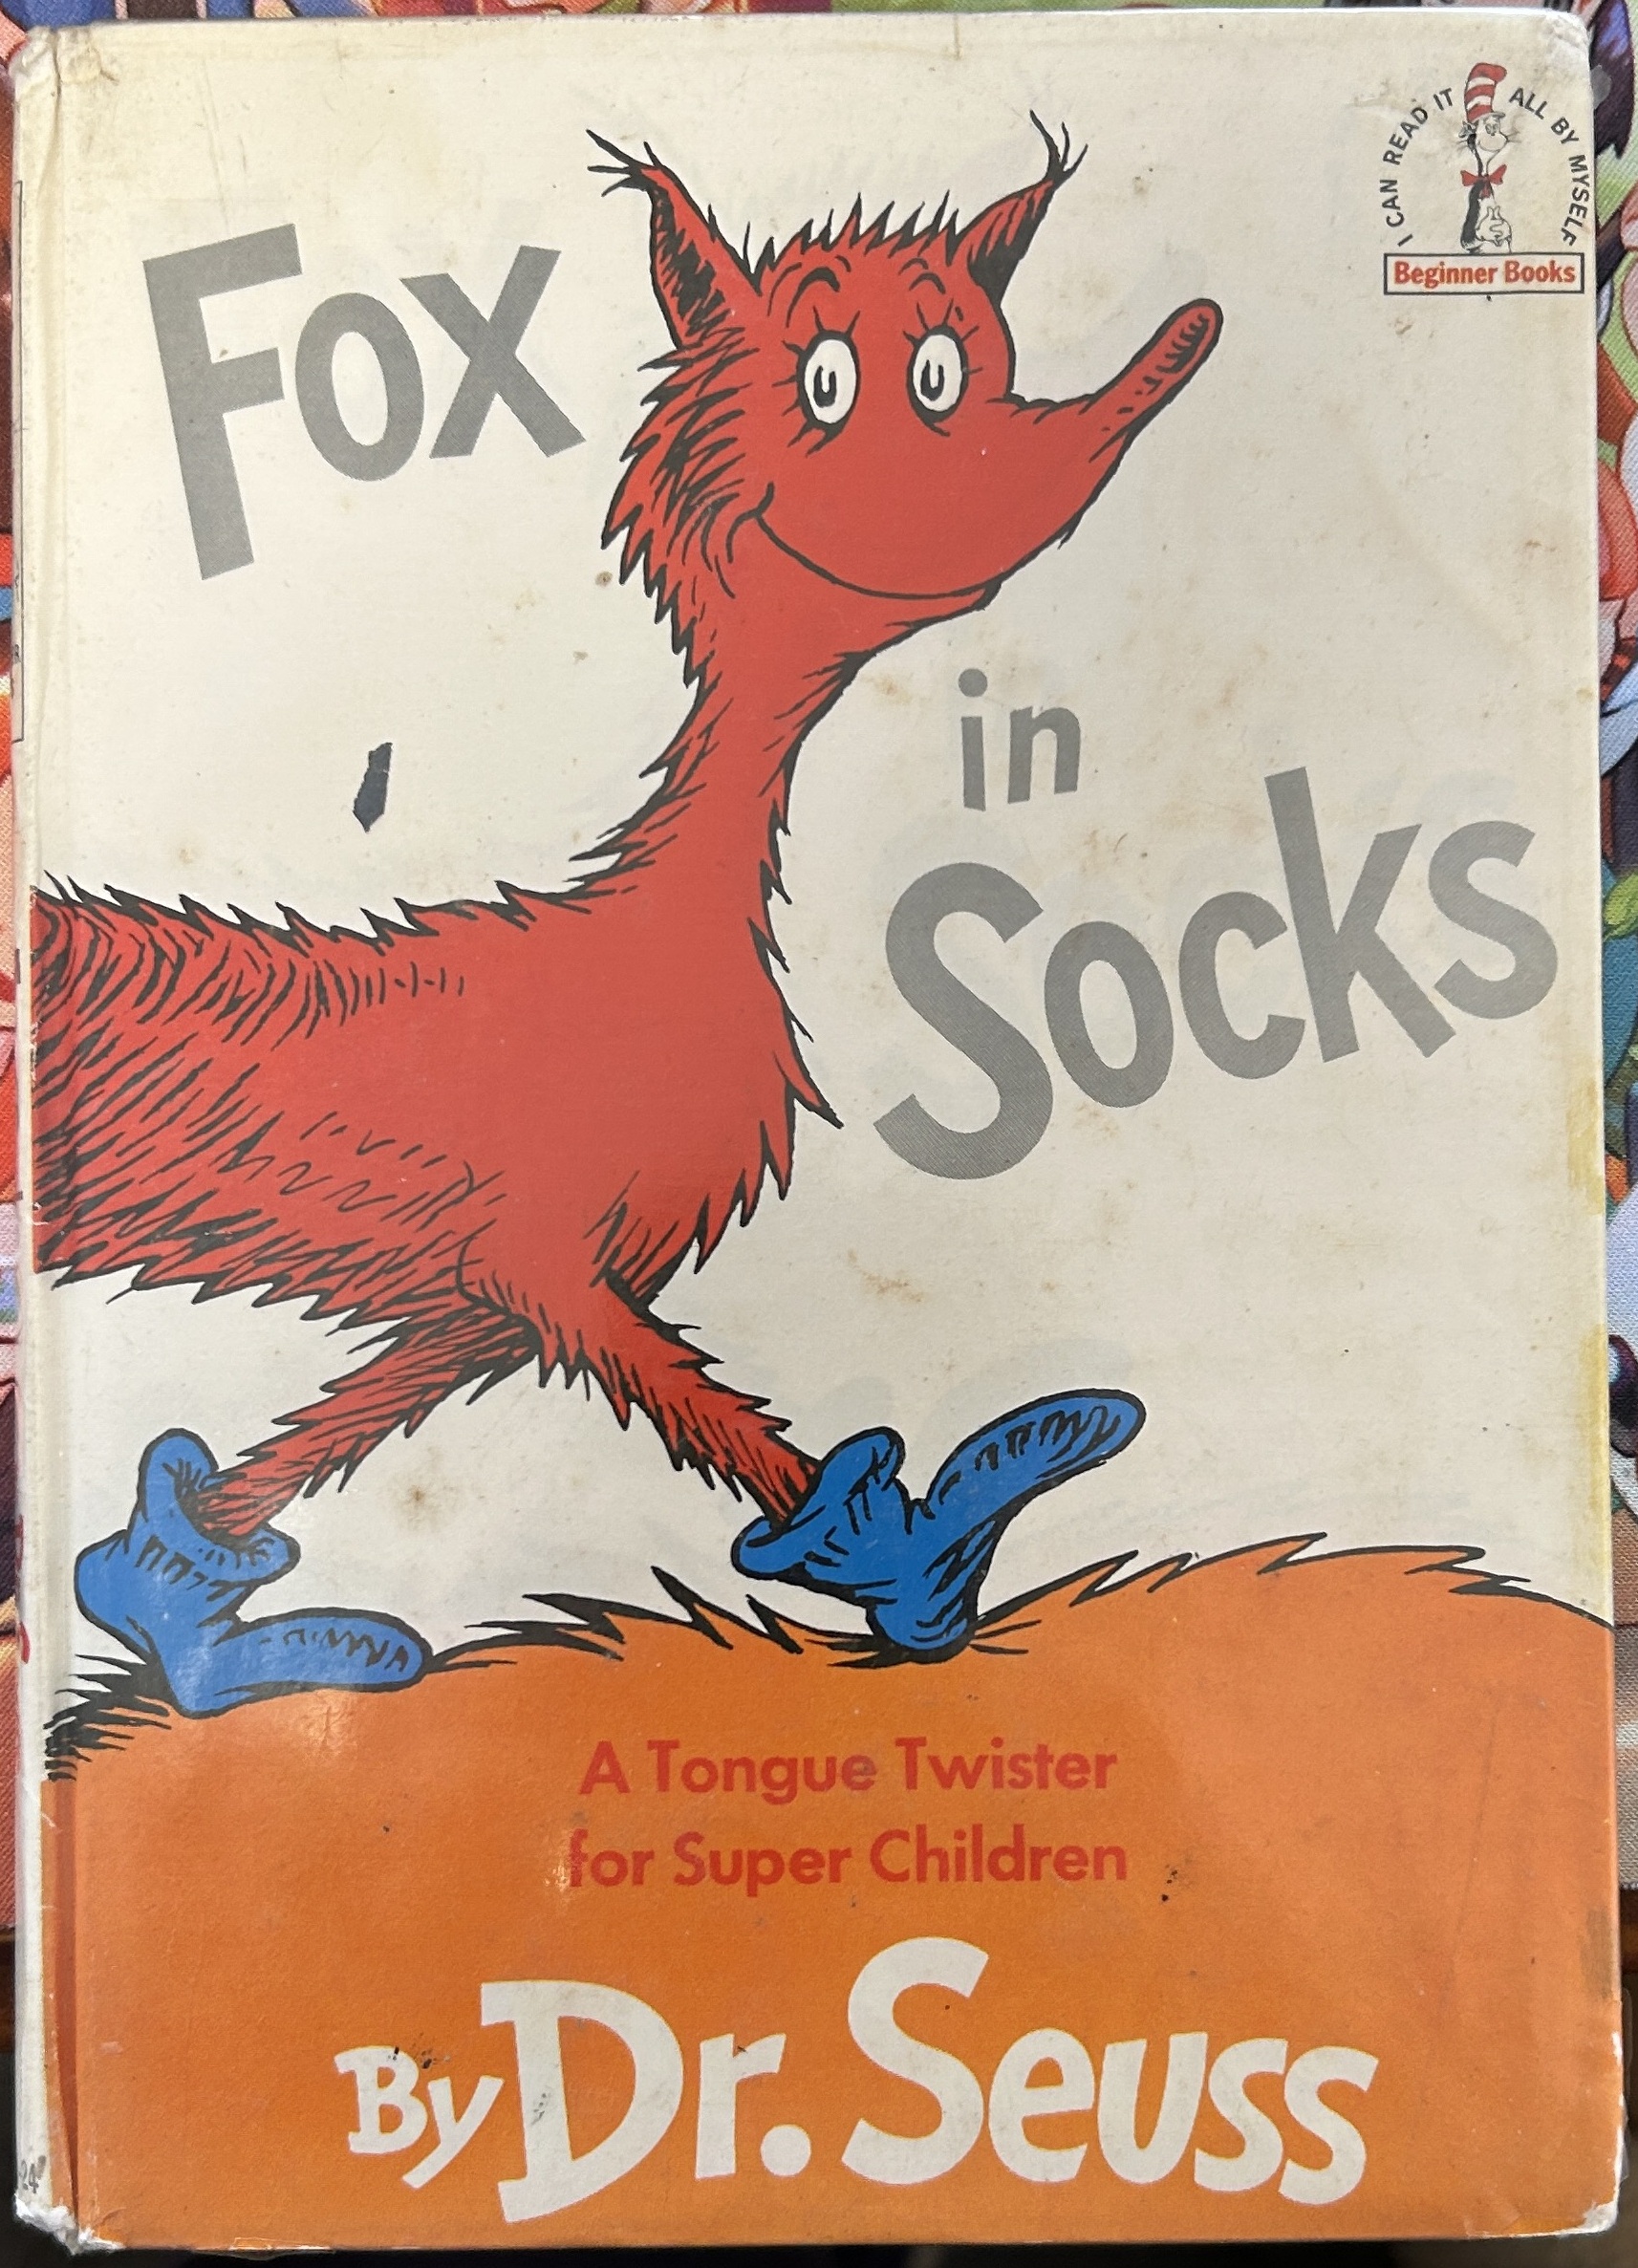 I CAN READ IT ALL BY MYSELF
Beginner Books
Fox
in
Socks
A Tongue Twister
for Super Children
By Dr. Seuss